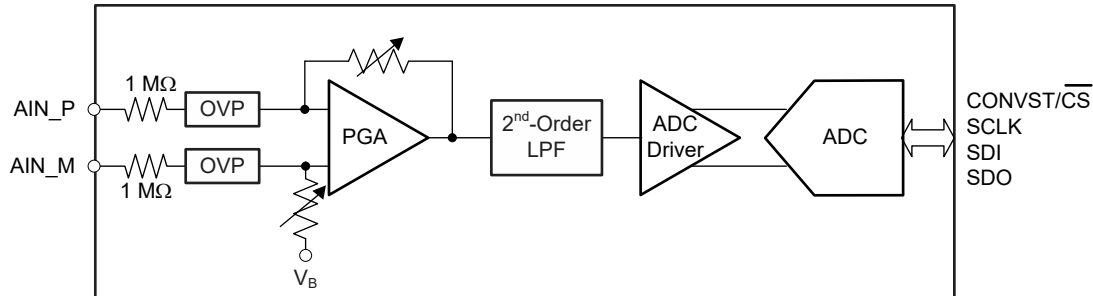 1 MΩ
AIN_P
OVP
PGA
2nd-Order
LPF
ADC
Driver
ADC
CONVST/C̅S̅
SCLK
SDI
SDO
AIN_M
OVP
1 MΩ
VB